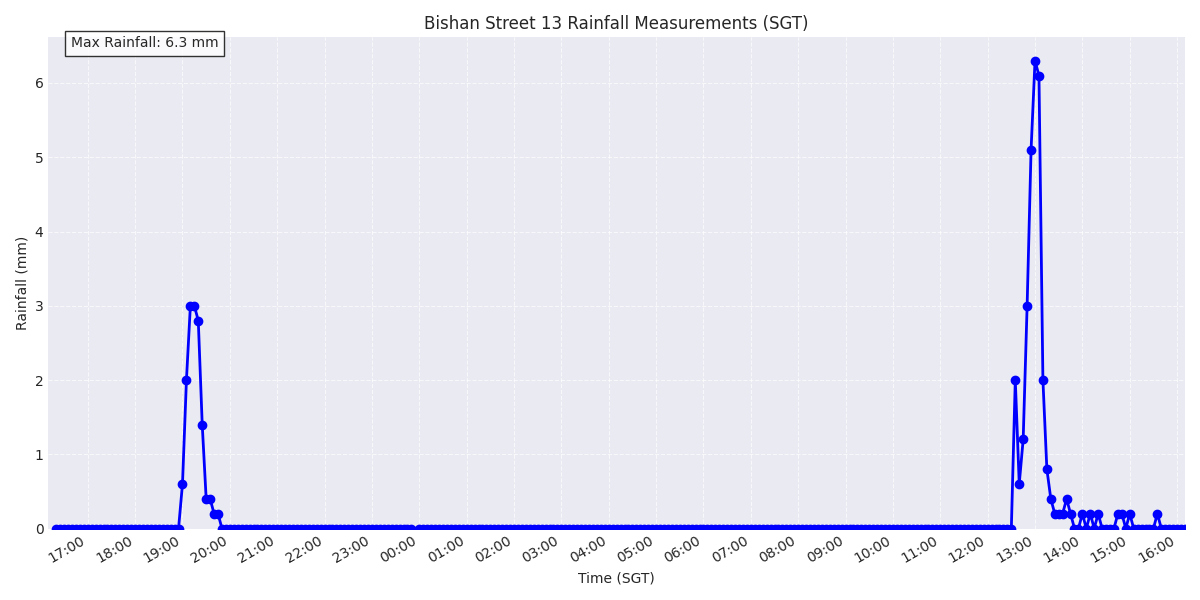 Bishan Street 13 Rainfall Measurements (SGT)
Max Rainfall: 6.3 mm
6
5
4
3
2
1
0
Rainfall (mm)
17:00 18:00 19:00 20:00 21:00 22:00 23:00 00:00 01:00 02:00 03:00 04:00 05:00 06:00 07:00 08:00 09:00 10:00 11:00 12:00 13:00 14:00 15:00 16:00
Time (SGT)